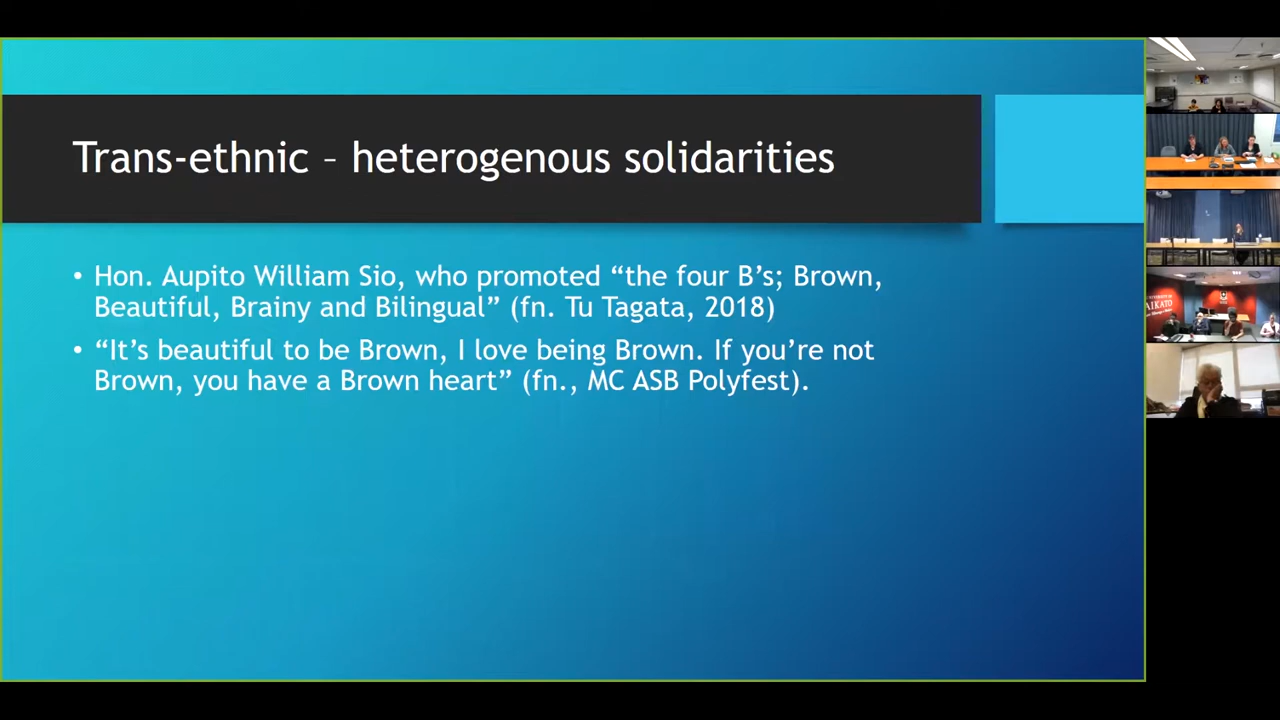 Trans-ethnic – heterogenous solidarities
• Hon. Aupito William Sio, who promoted “the four B’s; Brown,
Beautiful, Brainy and Bilingual” (fn. Tu Tagata, 2018)
• “It’s beautiful to be Brown, I love being Brown. If you’re not
Brown, you have a Brown heart” (fn., MC ASB Polyfest).
AIKATO